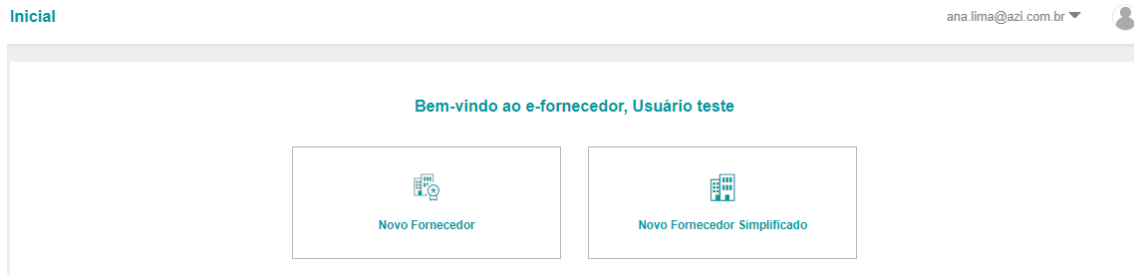 Inicial
ana.lima@azi.com.br
Bem-vindo ao e-fornecedor, Usuário teste
Novo Fornecedor
Novo Fornecedor Simplificado